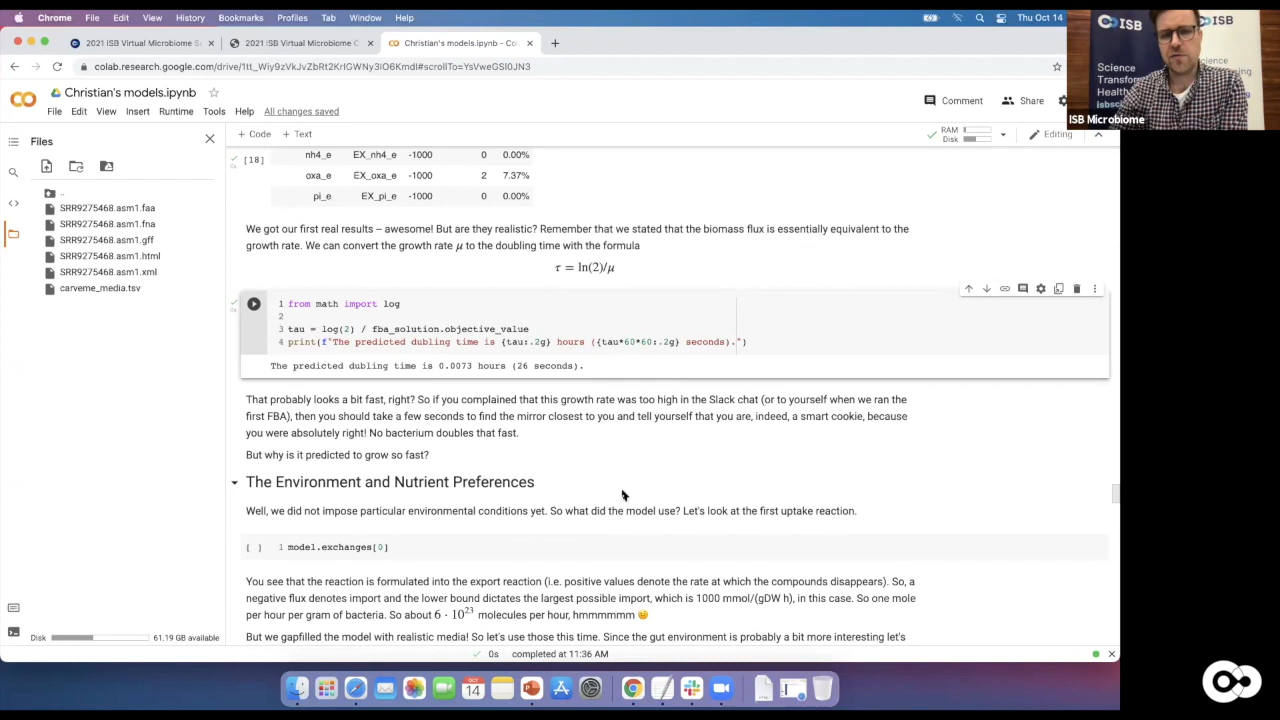 Chrome File Edit View History Bookmarks Profiles Tab Window Help Thu Oct 14
2021 ISB Virtual Microbiome S
2021 ISB Virtual Microbiome C
Christian's models.ipynb - Col
colab.research.google.com/drive/1tt_Wiy9zVkJvZbRt2KrIGWNy3IO6KmdI#scrollTo=YsVweGSI0JN3
Christian's models.ipynb
File Edit View Insert Runtime Tools Help All changes saved
Comment
Share
ISB
ISB
Science
Transform
Health
isbsc
ISB Microbiome
Files
+ Code + Text
RAM
Disk
Editing
..
SRR9275468.asm1.faa
SRR9275468.asm1.fna
SRR9275468.asm1.gff
SRR9275468.asm1.html
SRR9275468.asm1.xml
carveme_media.tsv
[18]
nh4_e EX_nh4_e -1000 0 0.00%
oxa_e EX_oxa_e -1000 2 7.37%
pi_e EX_pi_e -1000 0 0.00%
We got our first real results – awesome! But are they realistic? Remember that we stated that the biomass flux is essentially equivalent to the
growth rate. We can convert the growth rate μ to the doubling time with the formula
τ = ln(2)/μ
1 from math import log
2
3 tau = log(2) / fba_solution.objective_value
4 print(f"The predicted dubling time is {tau:.2g} hours ({tau*60*60:.2g} seconds).")
The predicted dubling time is 0.0073 hours (26 seconds).
That probably looks a bit fast, right? So if you complained that this growth rate was too high in the Slack chat (or to yourself when we ran the
first FBA), then you should take a few seconds to find the mirror closest to you and tell yourself that you are, indeed, a smart cookie, because
you were absolutely right! No bacterium doubles that fast.
But why is it predicted to grow so fast?
The Environment and Nutrient Preferences
Well, we did not impose particular environmental conditions yet. So what did the model use? Let's look at the first uptake reaction.
[ ] 1 model.exchanges[0]
You see that the reaction is formulated into the export reaction (i.e. positive values denote the rate at which the compounds disappears). So, a
negative flux denotes import and the lower bound dictates the largest possible import, which is 1000 mmol/(gDW h), in this case. So one mole
per hour per gram of bacteria. So about 6 · 10²³ molecules per hour, hmmmmmm
But we gapfilled the model with realistic media! So let's use those this time. Since the gut environment is probably a bit more interesting let's
Disk 61.19 GB available
0s completed at 11:36 AM
OCT
14